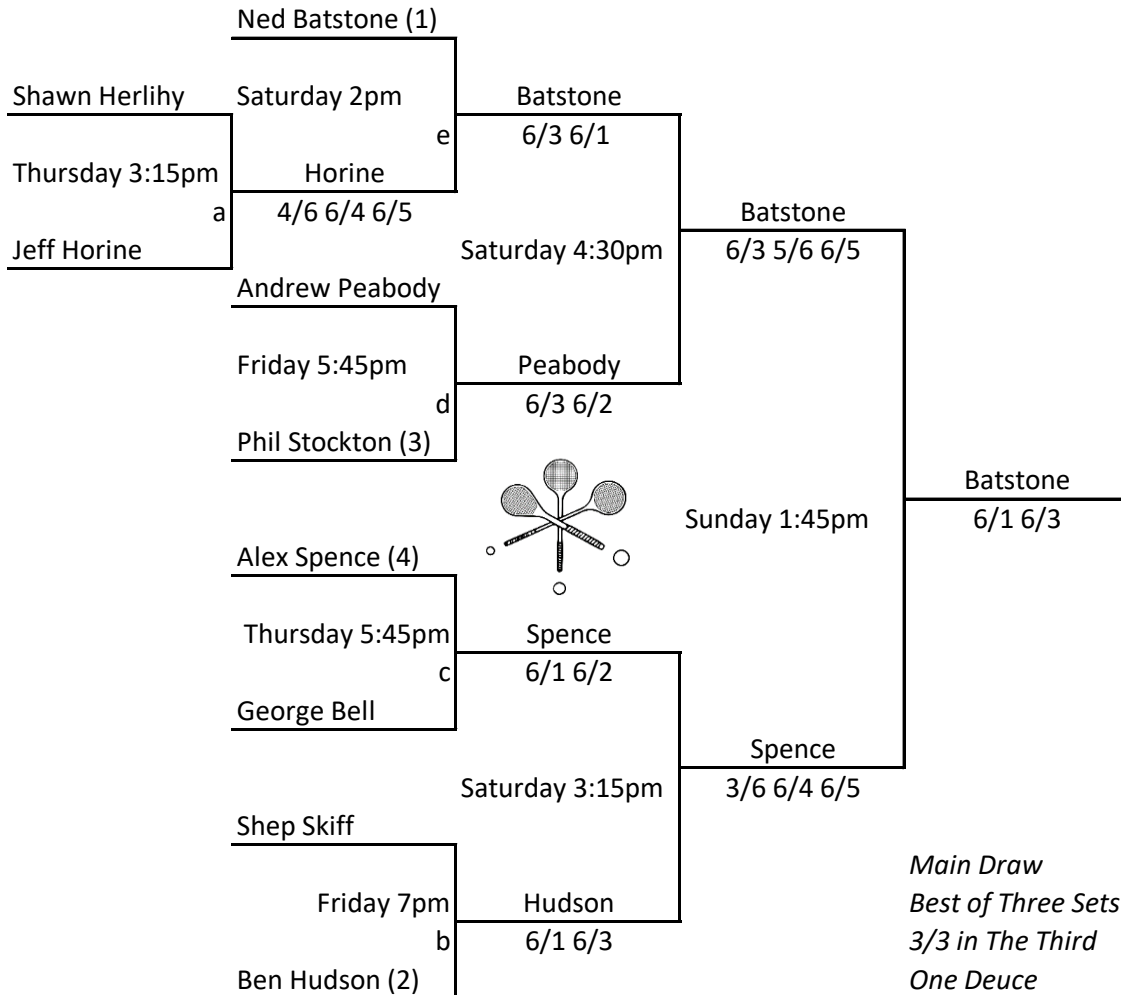 Ned Batstone (1)
Shawn Herlihy
Saturday 2pm
Batstone
e
6/3 6/1
Thursday 3:15pm
Horine
a
4/6 6/4 6/5
Batstone
Jeff Horine
Saturday 4:30pm
6/3 5/6 6/5
Andrew Peabody
Friday 5:45pm
Peabody
d
6/3 6/2
Phil Stockton (3)
Batstone
Sunday 1:45pm
6/1 6/3
Alex Spence (4)
Thursday 5:45pm
Spence
c
6/1 6/2
George Bell
Spence
Saturday 3:15pm
3/6 6/4 6/5
Shep Skiff
Main Draw
Friday 7pm
Hudson
Best of Three Sets
b
6/1 6/3
3/3 in The Third
Ben Hudson (2)
One Deuce